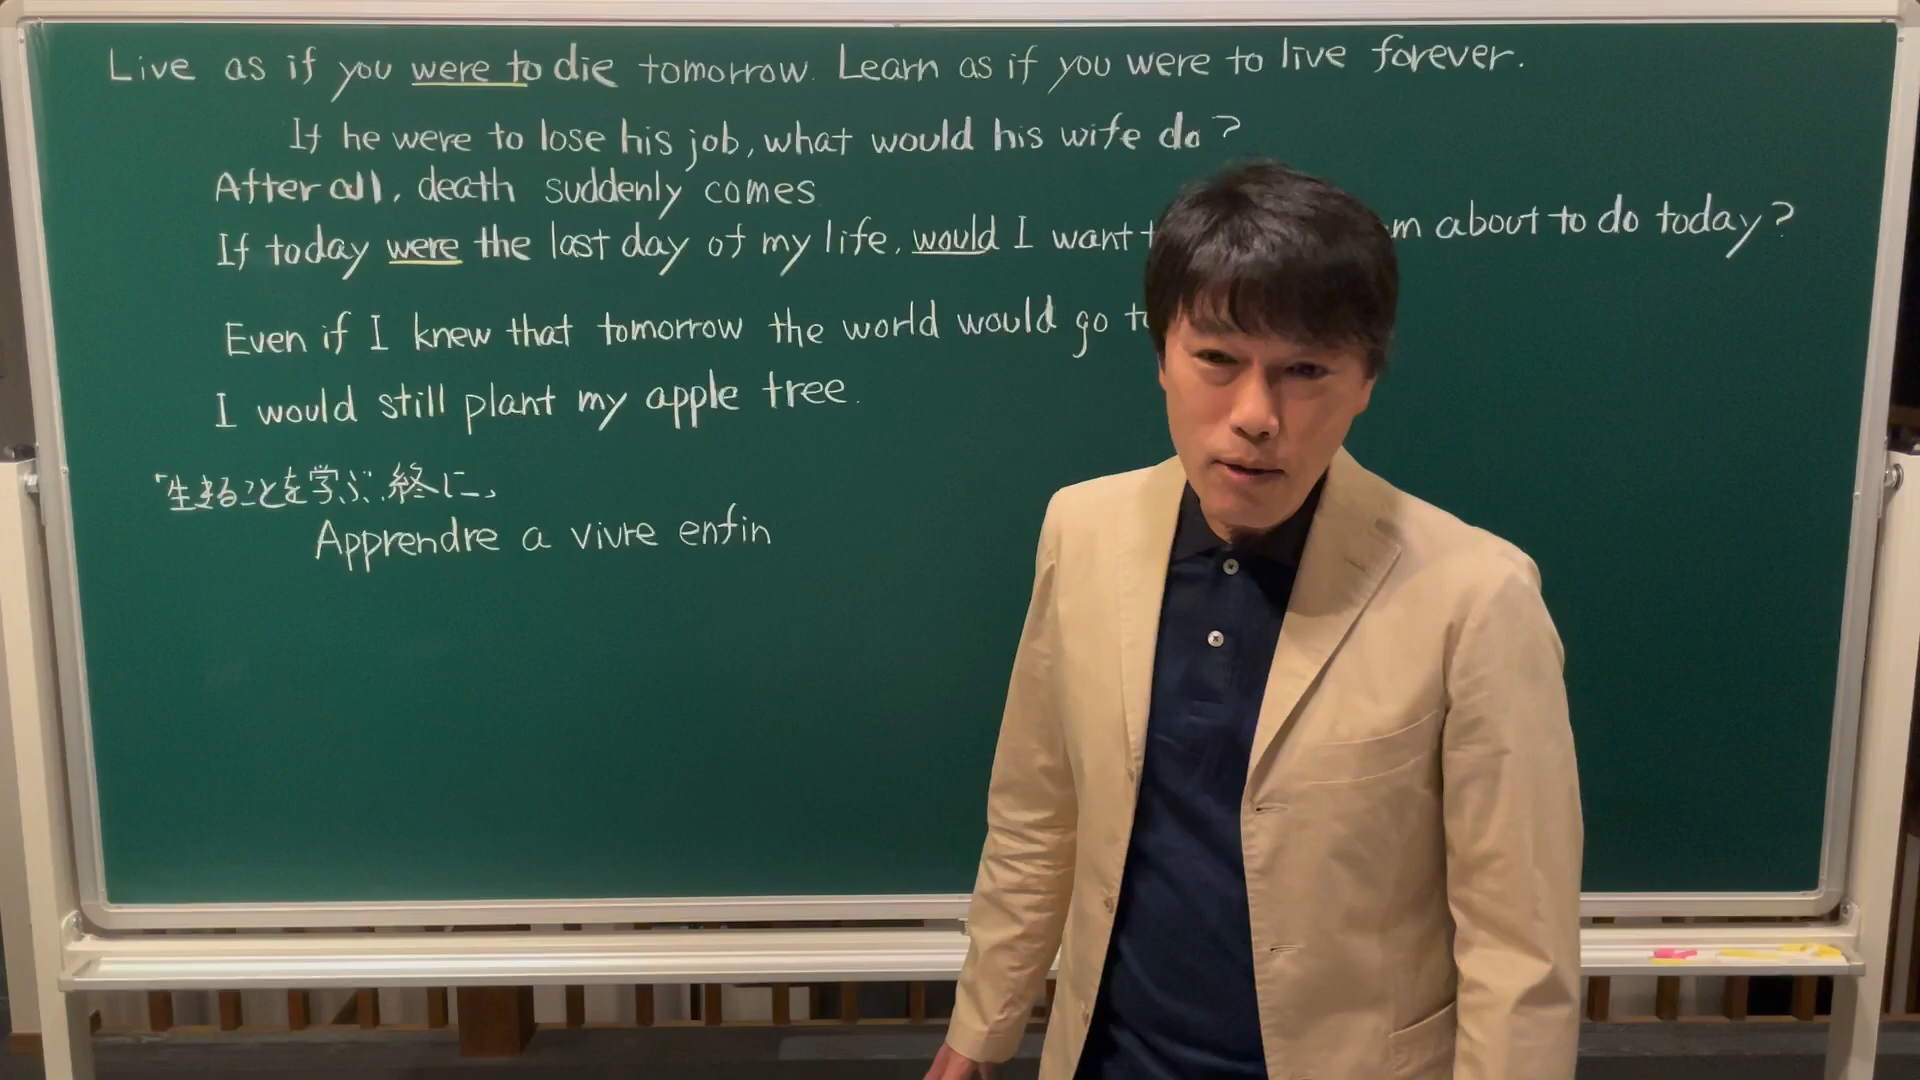 Live as if you were to die tomorrow. Learn as if you were to live forever.
If he were to lose his job, what would his wife do?
After all, death suddenly comes
If today were the last day of my life, would I want about to do today?
Even if I knew that tomorrow the world would go
I would still plant my apple tree.
「生きることを学ぶ、終に」
Apprendre a vivre enfin